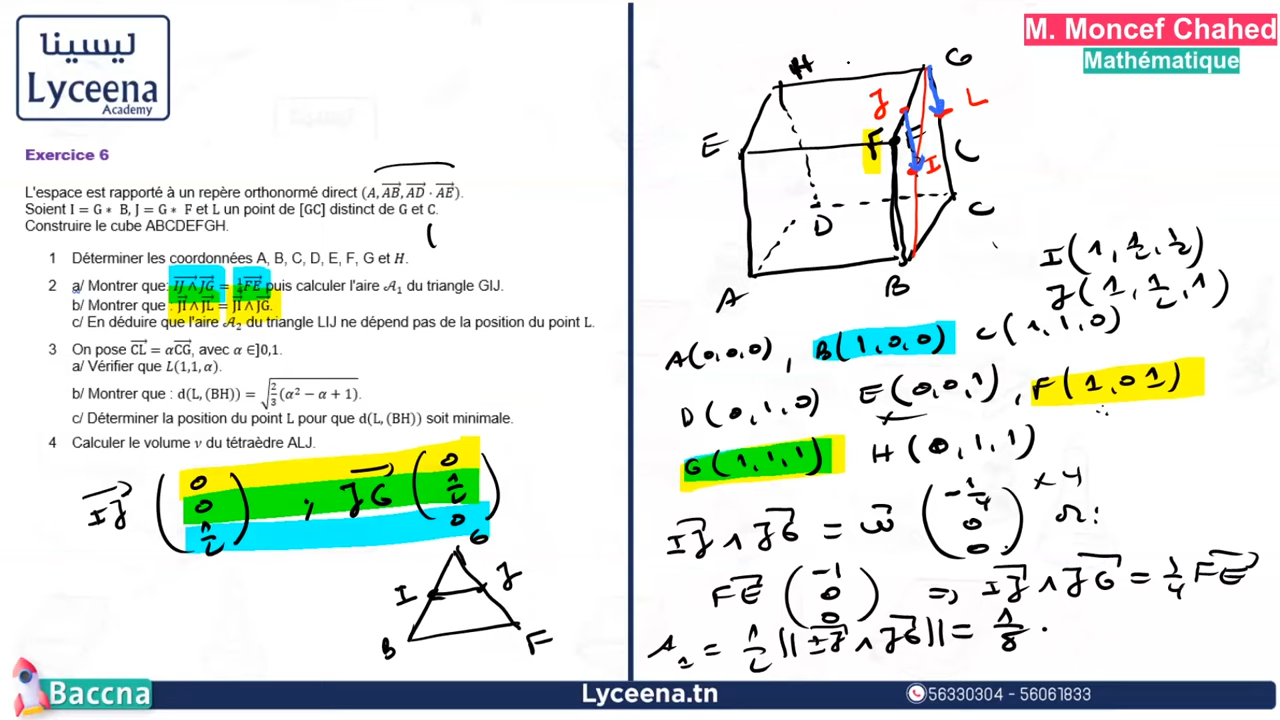 ليسينا
Lyceena
Academy
M. Moncef Chahed
Mathématique
Exercice 6
L'espace est rapporté à un repère orthonormé direct (A, AB, AD · AE).
Soient I = G * B, J = G * F et L un point de [GC] distinct de G et C.
Construire le cube ABCDEFGH.
1 Déterminer les coordonnées A, B, C, D, E, F, G et H.
2 a/ Montrer que: IJ ∧ JG = 1/4 FE puis calculer l'aire 𝒜₁ du triangle GIJ.
b/ Montrer que : JI ∧ JL = JI ∧ JG.
c/ En déduire que l'aire 𝒜₂ du triangle LIJ ne dépend pas de la position du point L.
3 On pose CL = αCG, avec α ∈ ]0,1.
a/ Vérifier que L(1,1,α).
b/ Montrer que : d(L, (BH)) = √(2/3 (α² − α + 1)).
c/ Déterminer la position du point L pour que d(L, (BH)) soit minimale.
4 Calculer le volume v du tétraèdre ALJ.
IJ (0 0 1/2) ; JG (0 1/2 0)
G
I J
B F
H G
J L
E F I C
D C
A B
I(1, 1/2, 1/2)
J(1, 1/2, 1)
A(0,0,0), B(1,0,0) C(1,1,0)
D(0,1,0) E(0,0,1), F(1,0 1)
G(1,1,1) H(0,1,1)
IJ ∧ JG = w (-1/4 0 0) ×4
FE (-1 0 0) ⇒ IJ ∧ JG = 1/4 FE
A₁ = 1/2 ||IJ ∧ JG|| = 1/8 .
Baccna
Lyceena.tn
56330304 - 56061833